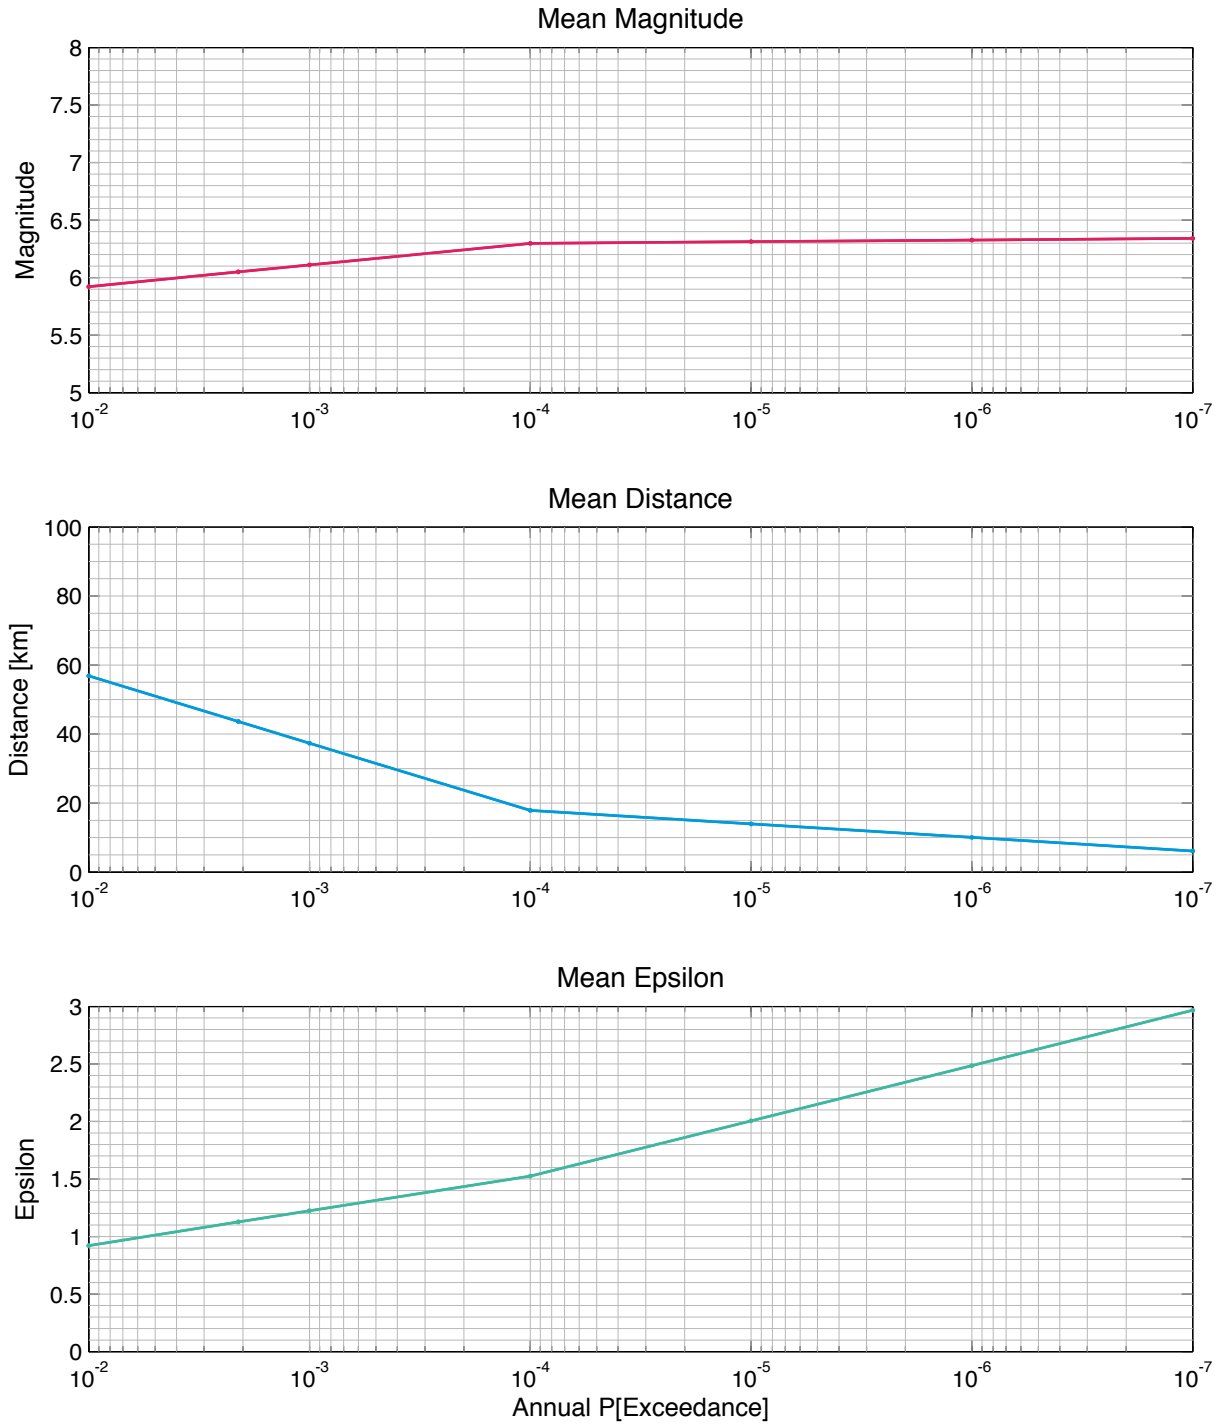 Mean Magnitude
8
7.5
7
6.5
6
5.5
5
Magnitude
10^-2 10^-3 10^-4 10^-5 10^-6 10^-7
Mean Distance
100
80
60
40
20
0
Distance [km]
10^-2 10^-3 10^-4 10^-5 10^-6 10^-7
Mean Epsilon
3
2.5
2
1.5
1
0.5
0
Epsilon
10^-2 10^-3 10^-4 10^-5 10^-6 10^-7
Annual P[Exceedance]